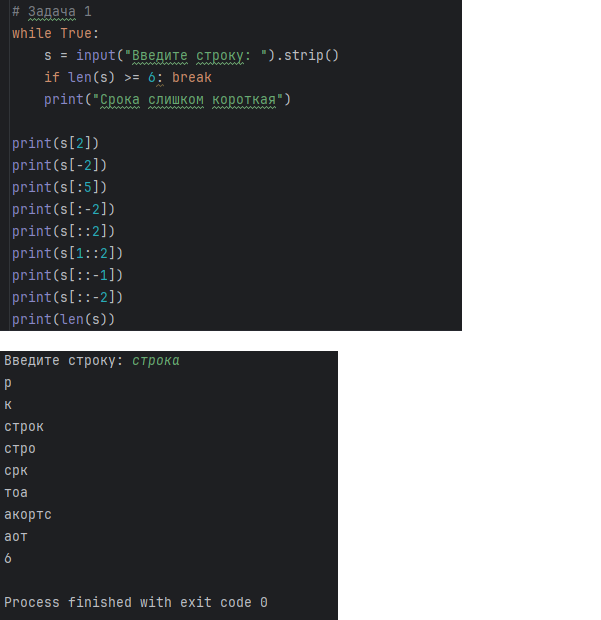 # Задача 1
while True:
    s = input("Введите строку: ").strip()
    if len(s) >= 6: break
    print("Срока слишком короткая")

print(s[2])
print(s[-2])
print(s[:5])
print(s[:-2])
print(s[::2])
print(s[1::2])
print(s[::-1])
print(s[::-2])
print(len(s))

Введите строку: строка
р
к
строк
стро
срк
тоа
акортс
аот
6

Process finished with exit code 0